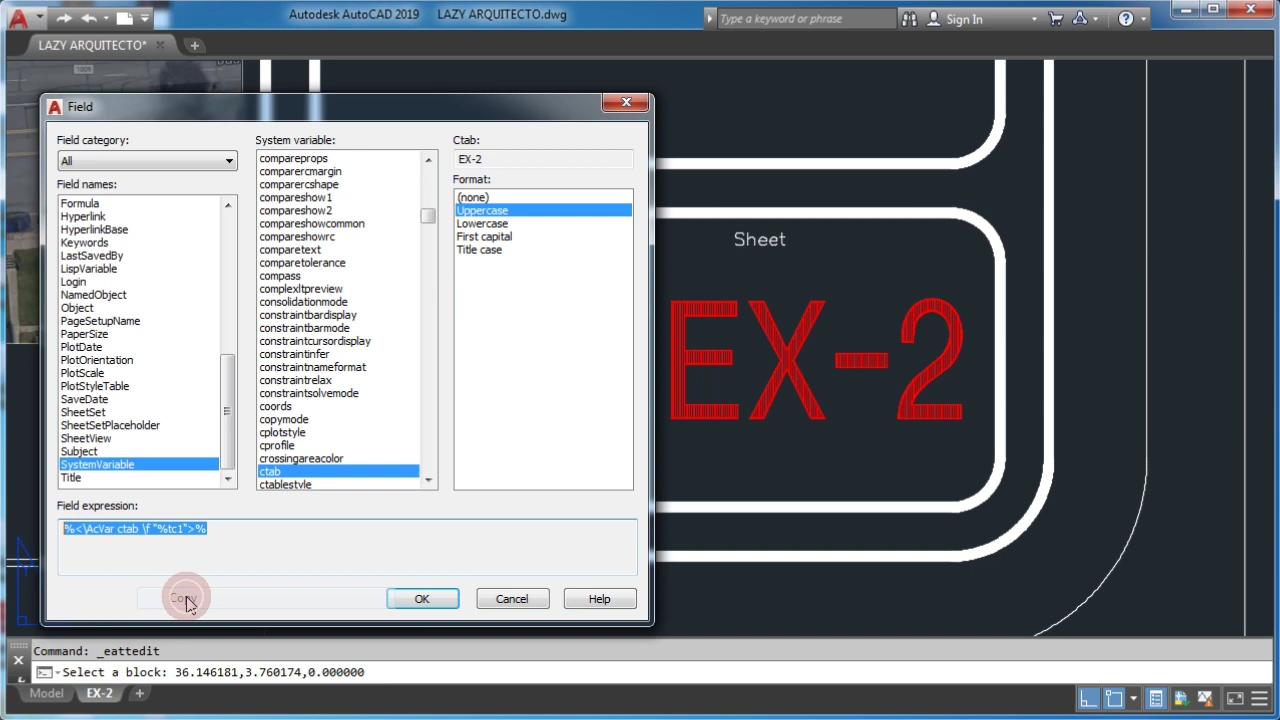 Autodesk AutoCAD 2019 LAZY ARQUITECTO.dwg
Type a keyword or phrase
Sign In
LAZY ARQUITECTO*
Field
Field category:
All
Field names:
Formula
Hyperlink
HyperlinkBase
Keywords
LastSavedBy
LispVariable
Login
NamedObject
Object
PageSetupName
PaperSize
PlotDate
PlotOrientation
PlotScale
PlotStyleTable
SaveDate
SheetSet
SheetSetPlaceholder
SheetView
Subject
SystemVariable
Title
System variable:
compareprops
comparercmargin
comparercshape
compareshow1
compareshow2
compareshowcommon
compareshowrc
comparetext
comparetolerance
compass
complexltpreview
consolidationmode
constraintbardisplay
constraintbarmode
constraintcursordisplay
constraintinfer
constraintnameformat
constraintrelax
constraintsolvemode
coords
copymode
cplotstyle
cprofile
crossingareacolor
ctab
ctablestyle
Ctab:
EX-2
Format:
(none)
Uppercase
Lowercase
First capital
Title case
Field expression:
%<\AcVar ctab \f "%tc1">%
Copy
OK
Cancel
Help
Sheet
EX-2
Command: _eattedit
Select a block: 36.146181,3.760174,0.000000
Model
EX-2